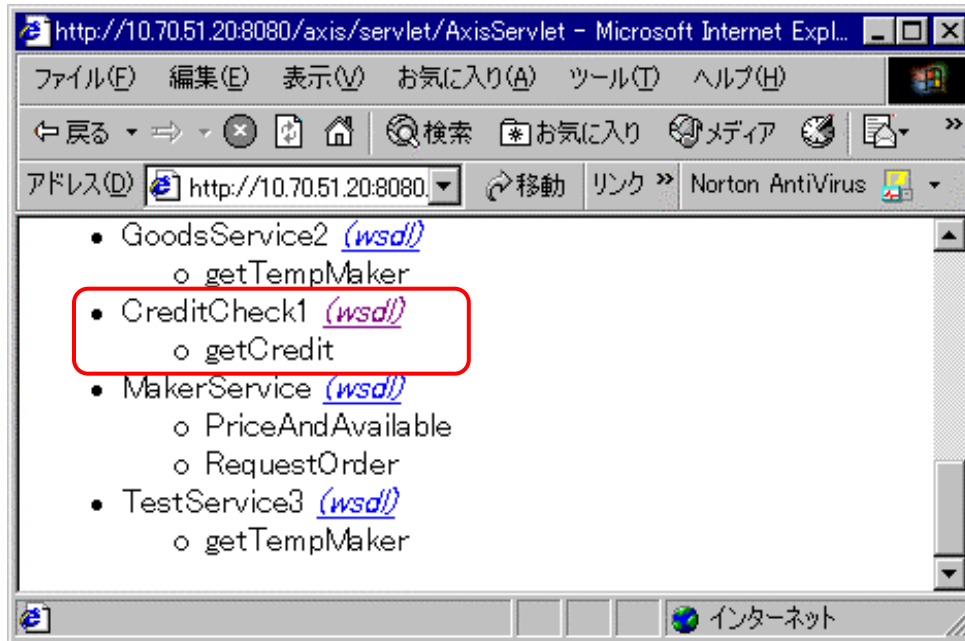 http://10.70.51.20:8080/axis/servlet/AxisServlet - Microsoft Internet Expl...
ファイル(F) 編集(E) 表示(V) お気に入り(A) ツール(T) ヘルプ(H)
戻る 検索 お気に入り メディア »
アドレス(D) http://10.70.51.20:8080. 移動 リンク » Norton AntiVirus
GoodsService2 (wsdl)
getTempMaker
CreditCheck1 (wsdl)
getCredit
MakerService (wsdl)
PriceAndAvailable
RequestOrder
TestService3 (wsdl)
getTempMaker
インターネット